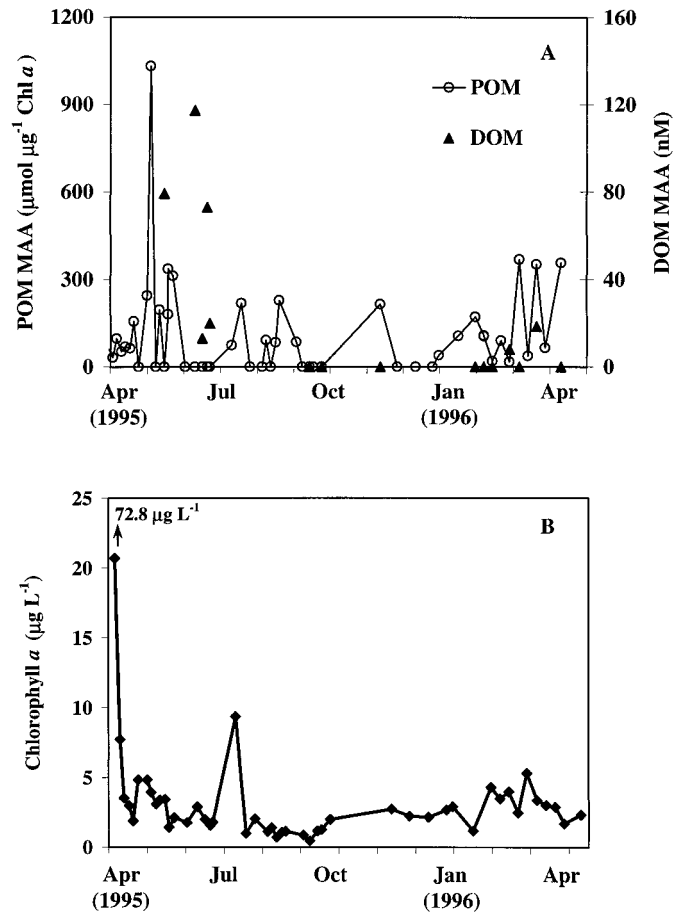 1200
900
600
300
0
POM MAA (μmol μg⁻¹ Chl a)
160
120
80
40
0
DOM MAA (nM)
A
POM
DOM
Apr Jul Oct Jan Apr
(1995) (1996)
25
20
15
10
5
0
Chlorophyll a (μg L⁻¹)
72.8 μg L⁻¹
B
Apr Jul Oct Jan Apr
(1995) (1996)